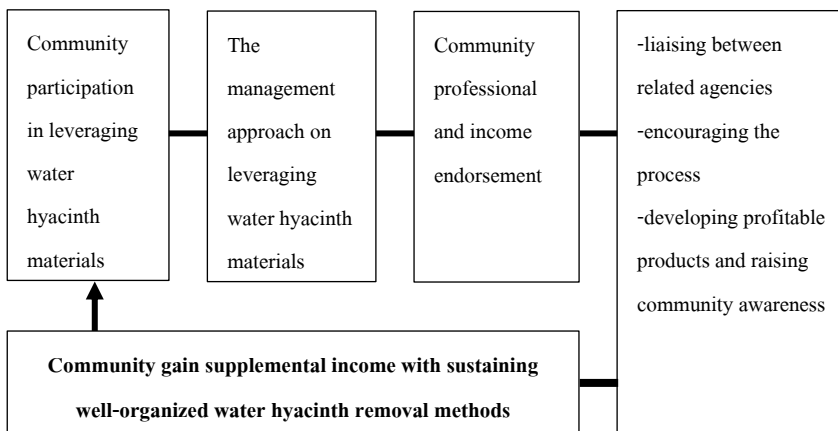 Community
participation
in leveraging
water
hyacinth
materials
The
management
approach on
leveraging
water hyacinth
materials
Community
professional
and income
endorsement
-liaising between
related agencies
-encouraging the
process
-developing profitable
products and raising
community awareness
Community gain supplemental income with sustaining
well-organized water hyacinth removal methods